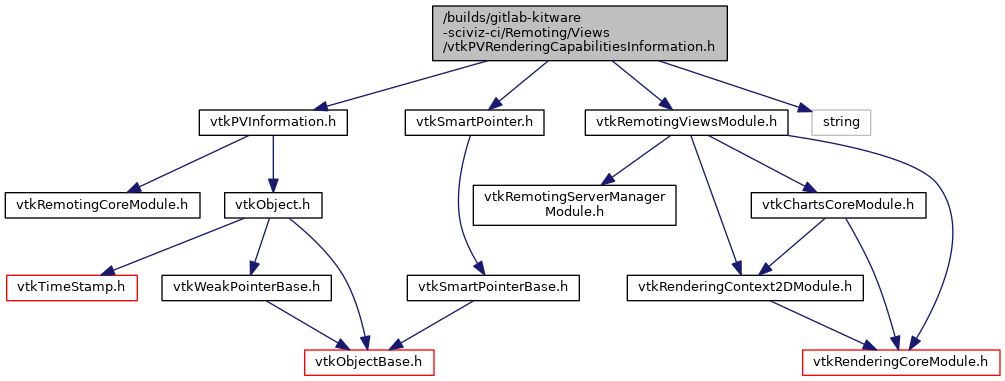 /builds/gitlab-kitware
-sciviz-ci/Remoting/Views
/vtkPVRenderingCapabilitiesInformation.h
vtkPVInformation.h
vtkSmartPointer.h
vtkRemotingViewsModule.h
string
vtkRemotingCoreModule.h
vtkObject.h
vtkRemotingServerManager
Module.h
vtkChartsCoreModule.h
vtkTimeStamp.h
vtkWeakPointerBase.h
vtkSmartPointerBase.h
vtkRenderingContext2DModule.h
vtkObjectBase.h
vtkRenderingCoreModule.h